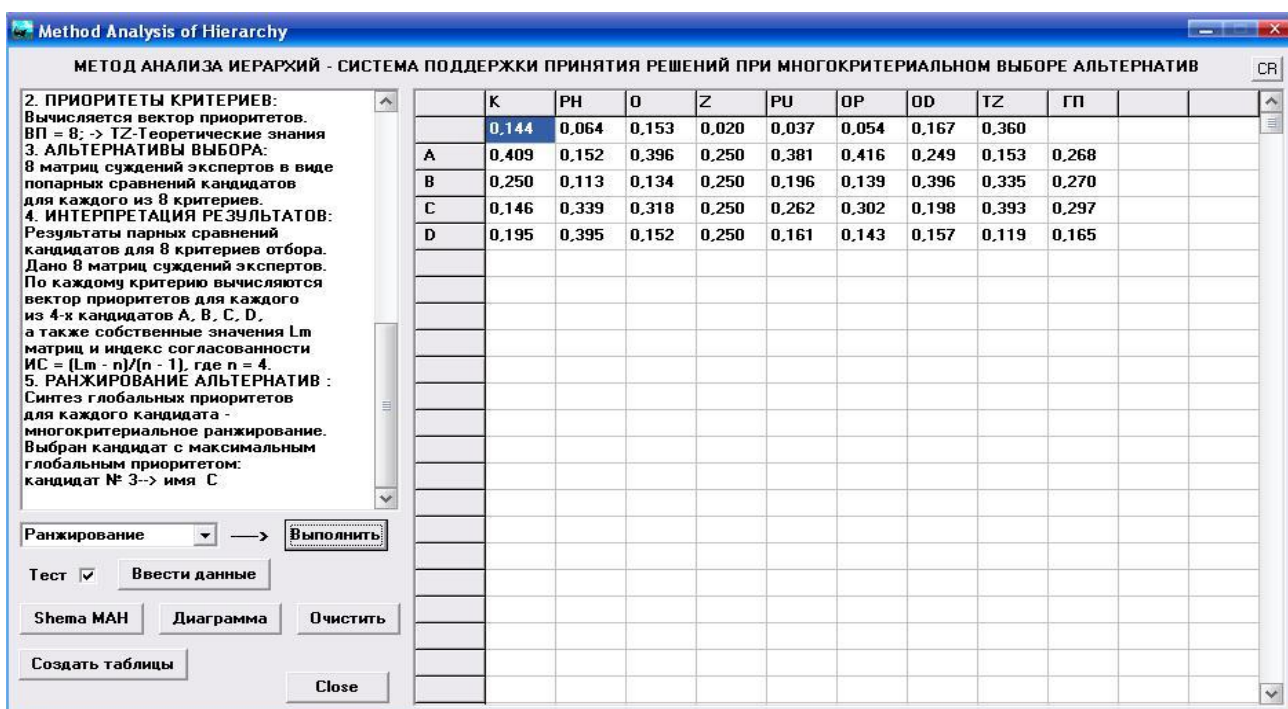 Method Analysis of Hierarchy
МЕТОД АНАЛИЗА ИЕРАРХИЙ - СИСТЕМА ПОДДЕРЖКИ ПРИНЯТИЯ РЕШЕНИЙ ПРИ МНОГОКРИТЕРИАЛЬНОМ ВЫБОРЕ АЛЬТЕРНАТИВ
CR
2. ПРИОРИТЕТЫ КРИТЕРИЕВ:
Вычисляется вектор приоритетов.
ВП = 8; -> TZ-Теоретические знания
3. АЛЬТЕРНАТИВЫ ВЫБОРА:
8 матриц суждений экспертов в виде
попарных сравнений кандидатов
для каждого из 8 критериев.
4. ИНТЕРПРЕТАЦИЯ РЕЗУЛЬТАТОВ:
Результаты парных сравнений
кандидатов для 8 критериев отбора.
Дано 8 матриц суждений экспертов.
По каждому критерию вычисляются
вектор приоритетов для каждого
из 4-х кандидатов A, B, C, D,
а также собственные значения Lm
матриц и индекс согласованности
ИС = (Lm - n)/(n - 1), где n = 4.
5. РАНЖИРОВАНИЕ АЛЬТЕРНАТИВ :
Синтез глобальных приоритетов
для каждого кандидата -
многокритериальное ранжирование.
Выбран кандидат с максимальным
глобальным приоритетом:
кандидат № 3--> имя C
Ранжирование ----> Выполнить
Тест Ввести данные
Shema MAH Диаграмма Очистить
Создать таблицы
Close
K PH O Z PU OP OD TZ ГП
0,144 0,064 0,153 0,020 0,037 0,054 0,167 0,360
A 0,409 0,152 0,396 0,250 0,381 0,416 0,249 0,153 0,268
B 0,250 0,113 0,134 0,250 0,196 0,139 0,396 0,335 0,270
C 0,146 0,339 0,318 0,250 0,262 0,302 0,198 0,393 0,297
D 0,195 0,395 0,152 0,250 0,161 0,143 0,157 0,119 0,165